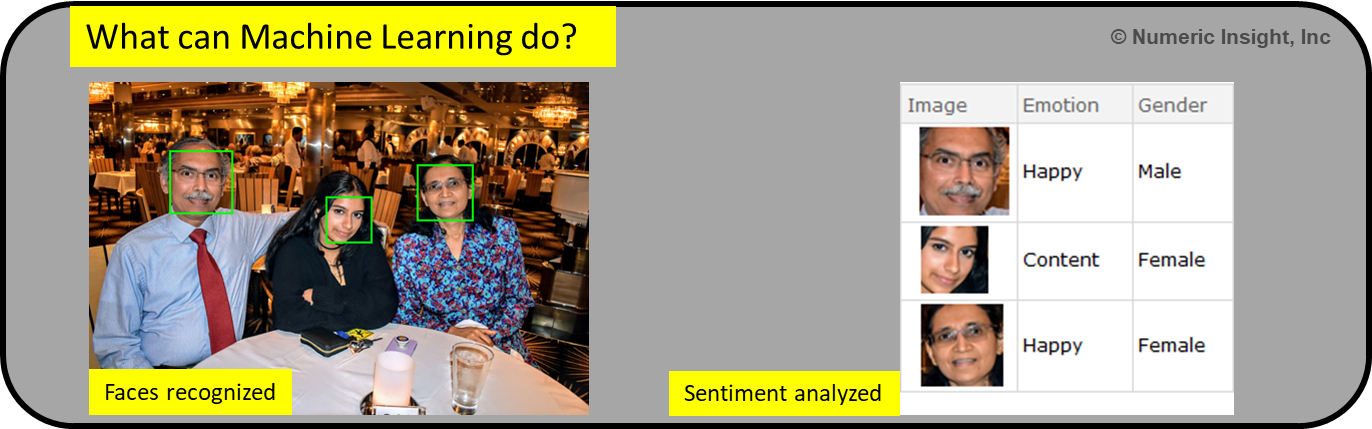 What can Machine Learning do?
© Numeric Insight, Inc
Image Emotion Gender
Happy Male
Content Female
Happy Female
Faces recognized
Sentiment analyzed